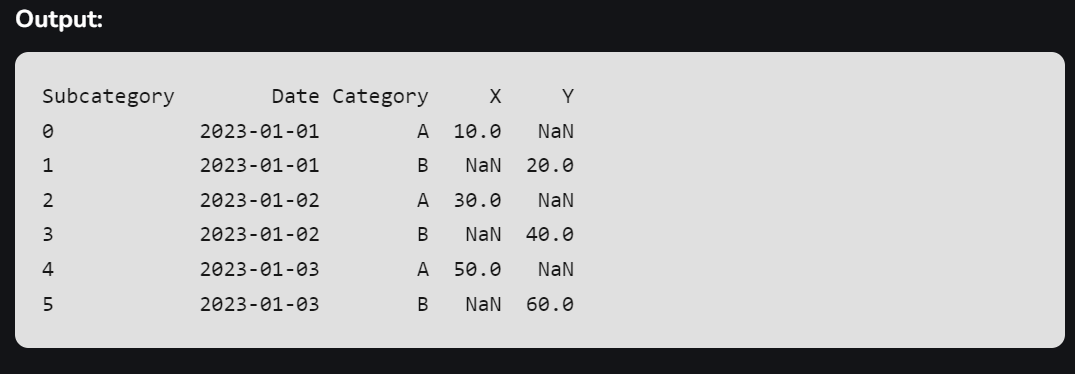 Output:
Subcategory        Date Category     X     Y
0            2023-01-01        A  10.0   NaN
1            2023-01-01        B   NaN  20.0
2            2023-01-02        A  30.0   NaN
3            2023-01-02        B   NaN  40.0
4            2023-01-03        A  50.0   NaN
5            2023-01-03        B   NaN  60.0